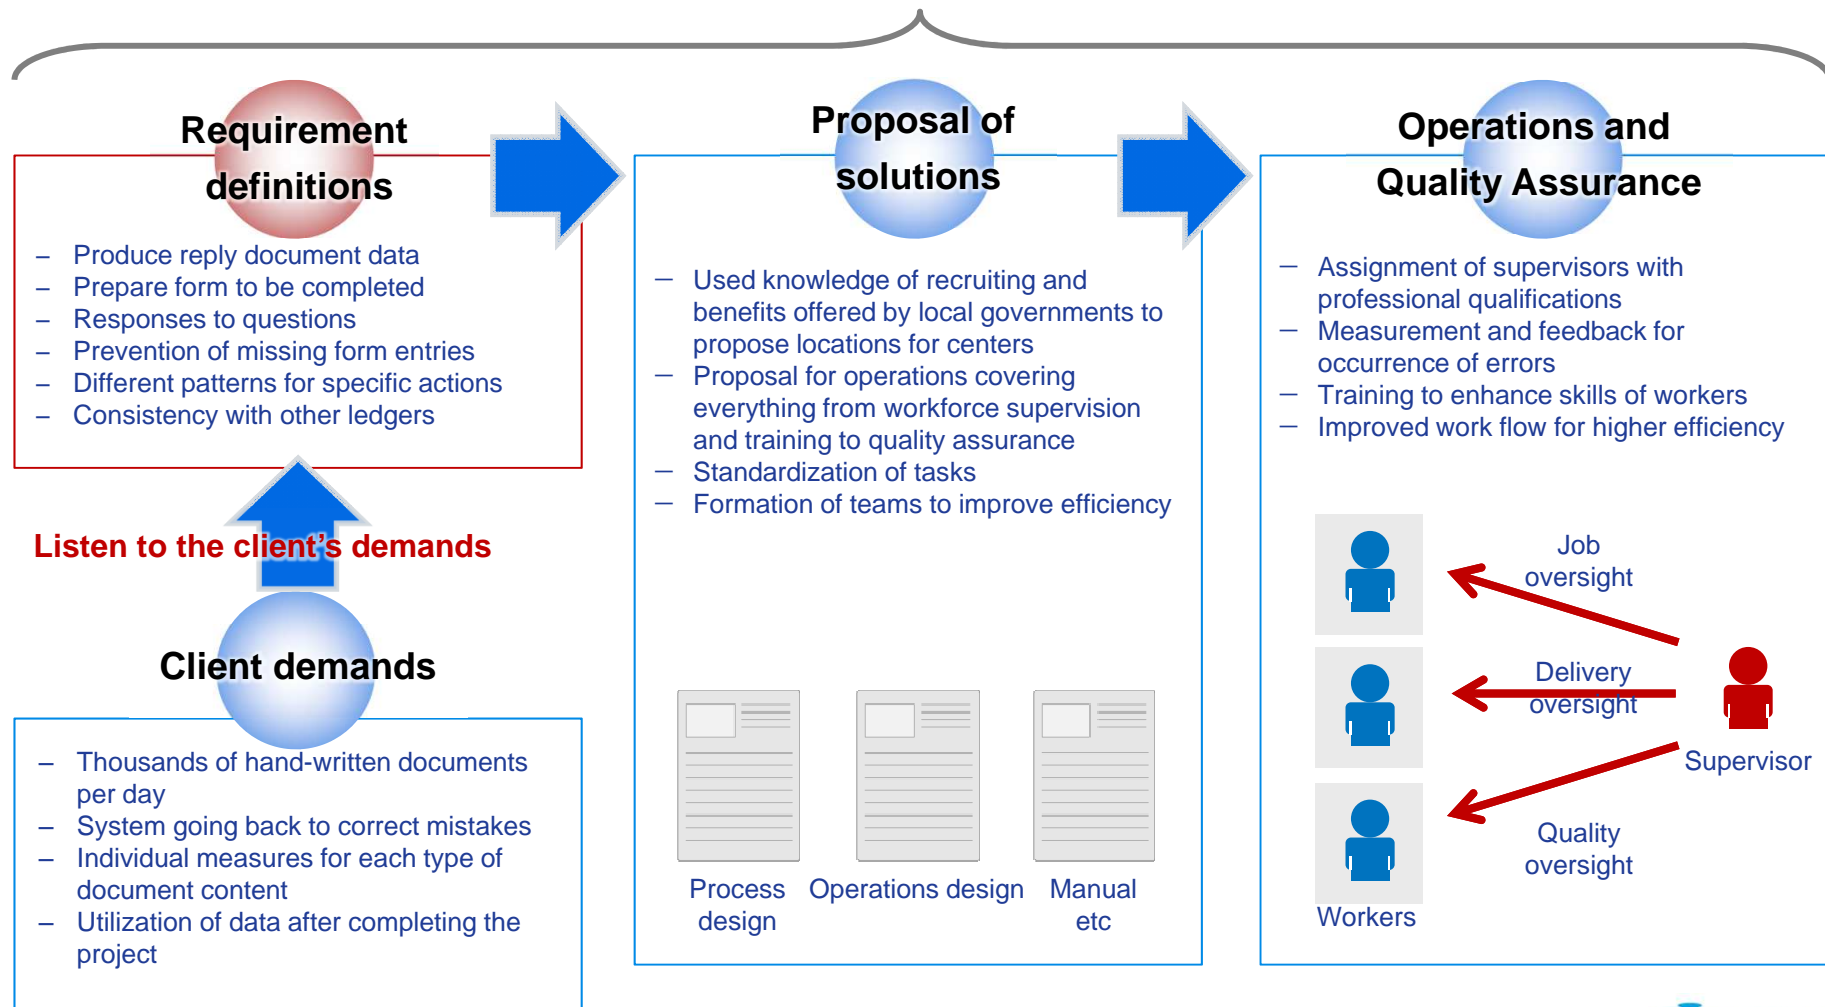 Requirement
definitions
– Produce reply document data
– Prepare form to be completed
– Responses to questions
– Prevention of missing form entries
– Different patterns for specific actions
– Consistency with other ledgers
Listen to the client's demands
Client demands
– Thousands of hand-written documents
per day
– System going back to correct mistakes
– Individual measures for each type of
document content
– Utilization of data after completing the
project
Proposal of
solutions
– Used knowledge of recruiting and
benefits offered by local governments to
propose locations for centers
– Proposal for operations covering
everything from workforce supervision
and training to quality assurance
– Standardization of tasks
– Formation of teams to improve efficiency
Process
design
Operations design
Manual
etc
Operations and
Quality Assurance
– Assignment of supervisors with
professional qualifications
– Measurement and feedback for
occurrence of errors
– Training to enhance skills of workers
– Improved work flow for higher efficiency
Job
oversight
Delivery
oversight
Supervisor
Quality
oversight
Workers